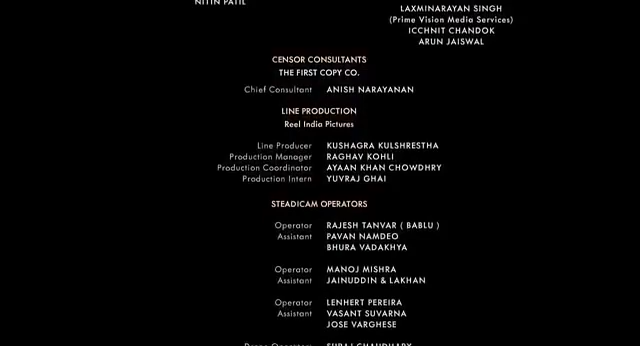 NITIN PATIL
LAXMINARAYAN SINGH
(Prime Vision Media Services)
ICCHNIT CHANDOK
ARUN JAISWAL
CENSOR CONSULTANTS
THE FIRST COPY CO.
Chief Consultant ANISH NARAYANAN
LINE PRODUCTION
Reel India Pictures
Line Producer KUSHAGRA KULSHRESTHA
Production Manager RAGHAV KOHLI
Production Coordinator AYAAN KHAN CHOWDHRY
Production Intern YUVRAJ GHAI
STEADICAM OPERATORS
Operator RAJESH TANVAR ( BABLU )
Assistant PAVAN NAMDEO
BHURA VADAKHYA
Operator MANOJ MISHRA
Assistant JAINUDDIN & LAKHAN
Operator LENHERT PEREIRA
Assistant VASANT SUVARNA
JOSE VARGHESE